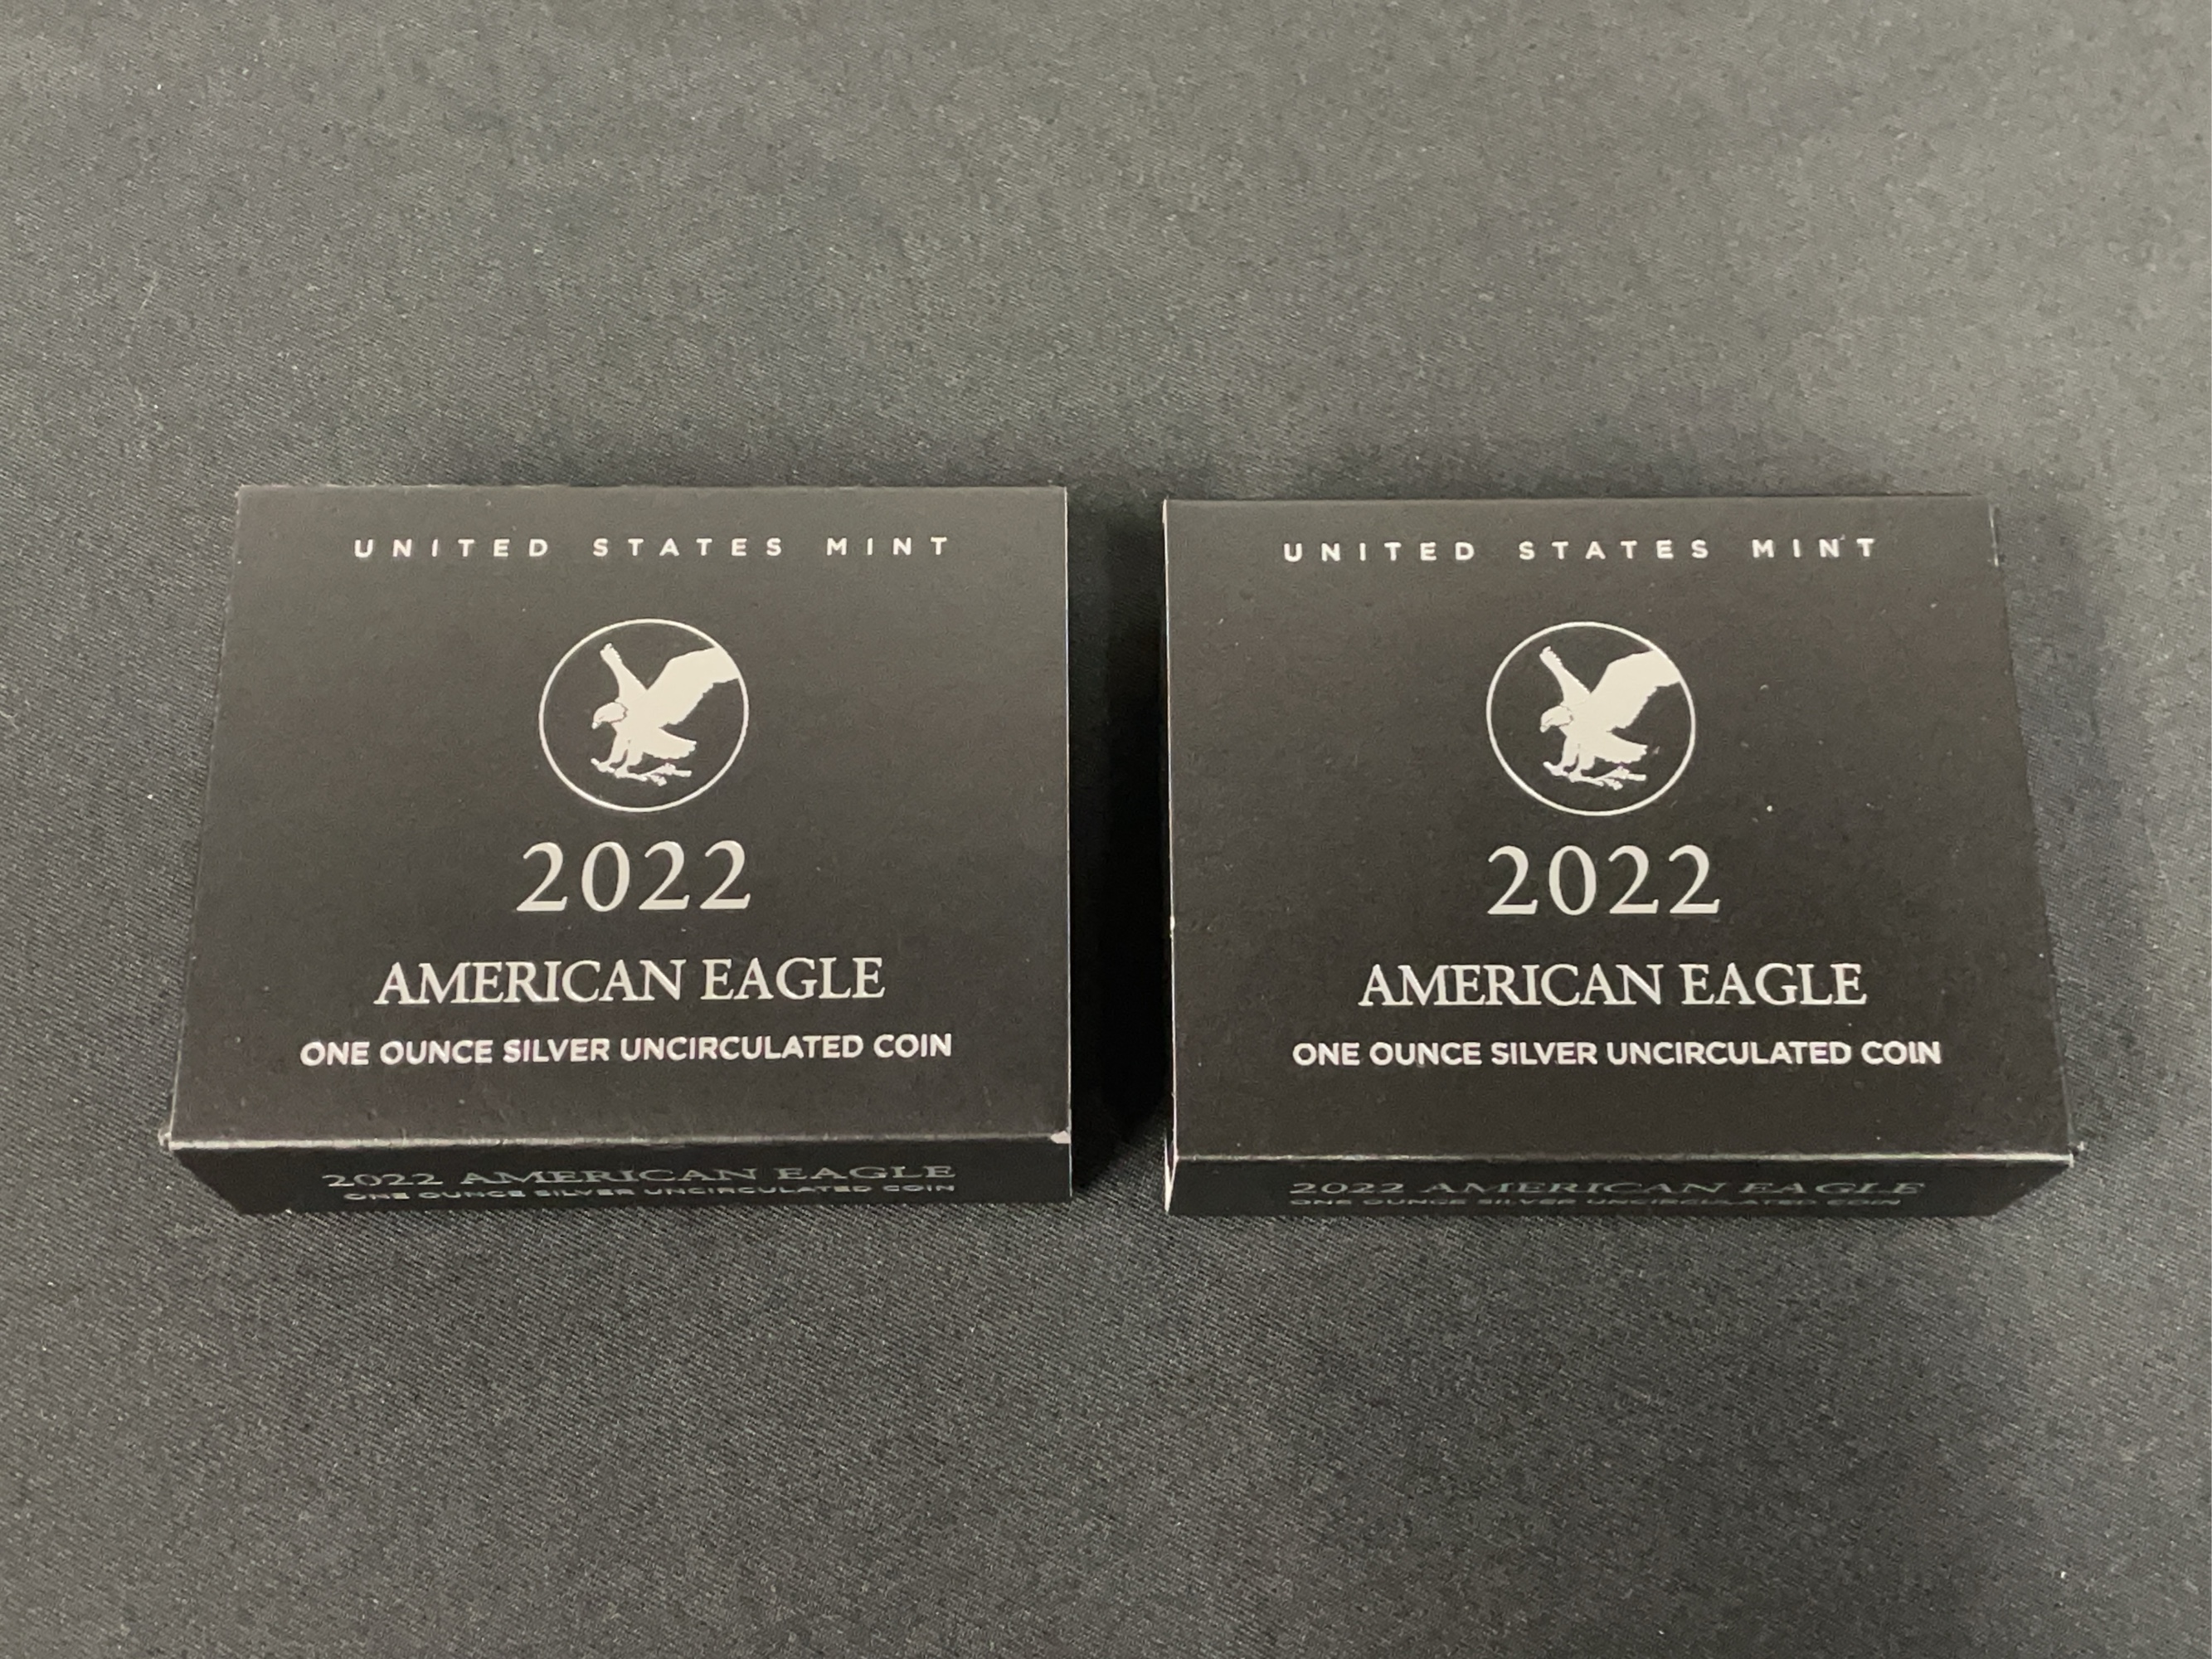 UNITED STATES MINT
2022
AMERICAN EAGLE
ONE OUNCE SILVER UNCIRCULATED COIN
2022 AMERICAN EAGLE
ONE OUNCE SILVER UNCIRCULATED COIN
UNITED STATES MINT
2022
AMERICAN EAGLE
ONE OUNCE SILVER UNCIRCULATED COIN
2022 AMERICAN EAGLE
ONE OUNCE SILVER UNCIRCULATED COIN